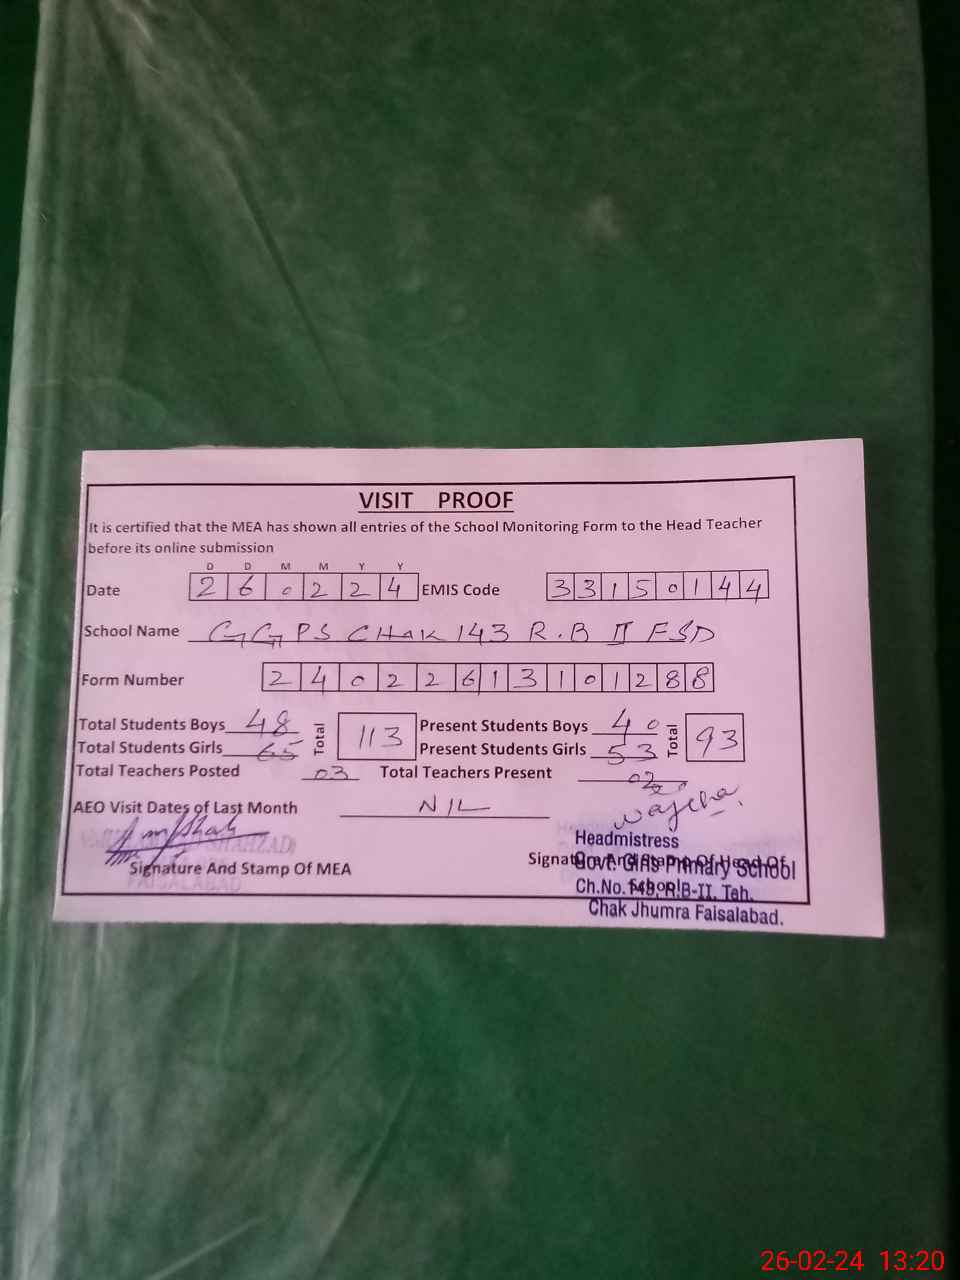 VISIT PROOF
It is certified that the MEA has shown all entries of the School Monitoring Form to the Head Teacher
before its online submission
D D M M Y Y
Date 2 6 0 2 2 4 EMIS Code 3 3 1 5 0 1 4 4
School Name GGPS CHAK 143 R.B II FSD
Form Number 2 4 0 2 2 6 1 3 1 0 1 2 8 8
Total Students Boys 48 Total 113 Present Students Boys 40 Total 93
Total Students Girls 65 Present Students Girls 53
Total Teachers Posted 03 Total Teachers Present 02
AEO Visit Dates of Last Month NIL
Signature And Stamp Of MEA
Signature And Stamp Of Head Of
School
Headmistress
Govt. Girls Primary School
Ch.No.143, R.B-II. Teh.
Chak Jhumra Faisalabad.
SHAHZAD
FAISALABAD
26-02-24 13:20